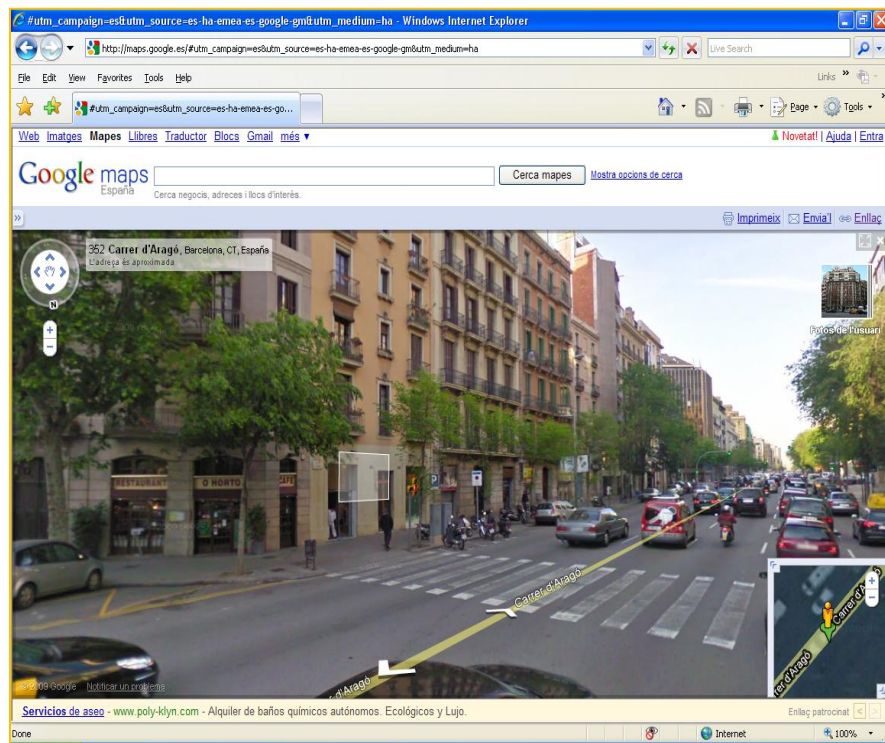 #utm_campaign=es&utm_source=es-ha-emea-es-google-gm&utm_medium=ha - Windows Internet Explorer
http://maps.google.es/#utm_campaign=es&utm_source=es-ha-emea-es-google-gm&utm_medium=ha
Live Search
File Edit View Favorites Tools Help
Links »
#utm_campaign=es&utm_source=es-ha-emea-es-go...
Page Tools
Web Imatges Mapes Llibres Traductor Blocs Gmail més ▼
Novetat! | Ajuda | Entra
Google maps
España
Cerca mapes
Mostra opcions de cerca
Cerca negocis, adreces i llocs d'interès.
»
Imprimeix Envia'l Enllaç
352 Carrer d'Aragó, Barcelona, CT, España
L'adreça és aproximada
N
Fotos de l'usuari
RESTAURANT O HORTO CAFE
Carrer d'Aragó
d'Aragó
Carrer d'Aragó
d'Aragó
© 2009 Google Notificar un problema
Servicios de aseo - www.poly-klyn.com - Alquiler de baños químicos autónomos. Ecológicos y Lujo.
Enllaç patrocinat < >
Done
Internet
100%